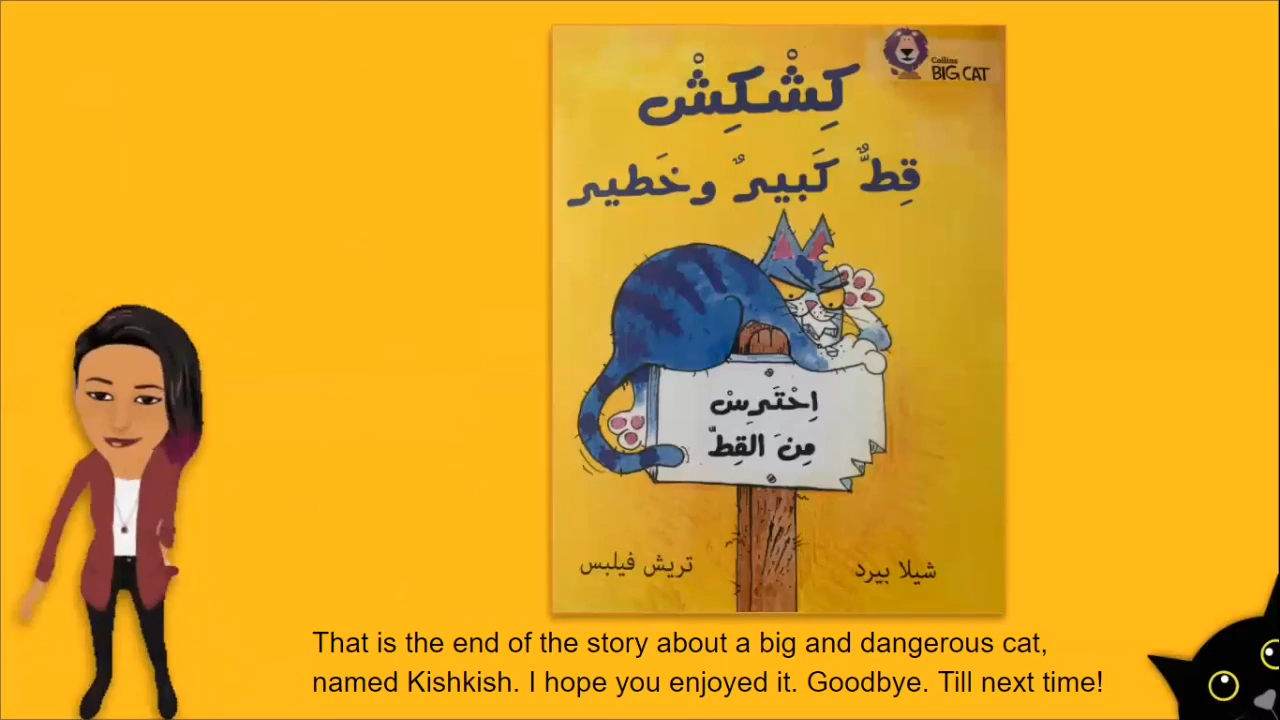 Collins
BIG CAT
كِشْكِشْ
قِطٌّ كَبيرٌ وخَطير
اِحْتَرِسْ
مِنَ القِطّ
شيلا بيرد
تريش فيلبس
That is the end of the story about a big and dangerous cat,
named Kishkish. I hope you enjoyed it. Goodbye. Till next time!